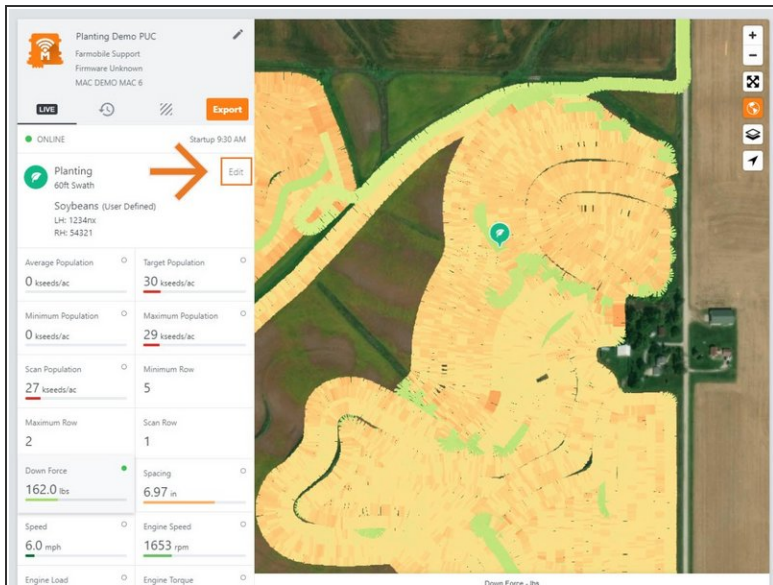 Planting Demo PUC
Farmobile Support
Firmware Unknown
MAC DEMO MAC 6
LIVE
Export
ONLINE
Startup 9:30 AM
Planting
60ft Swath
Edit
Soybeans (User Defined)
LH: 1234nx
RH: 54321
Average Population
Target Population
0 kseeds/ac
30 kseeds/ac
Minimum Population
Maximum Population
0 kseeds/ac
29 kseeds/ac
Scan Population
Minimum Row
27 kseeds/ac
5
Maximum Row
Scan Row
2
1
Down Force
Spacing
162.0 lbs
6.97 in
Speed
Engine Speed
6.0 mph
1653 rpm
Engine Load
Engine Torque
Down Force - lbs
+
−